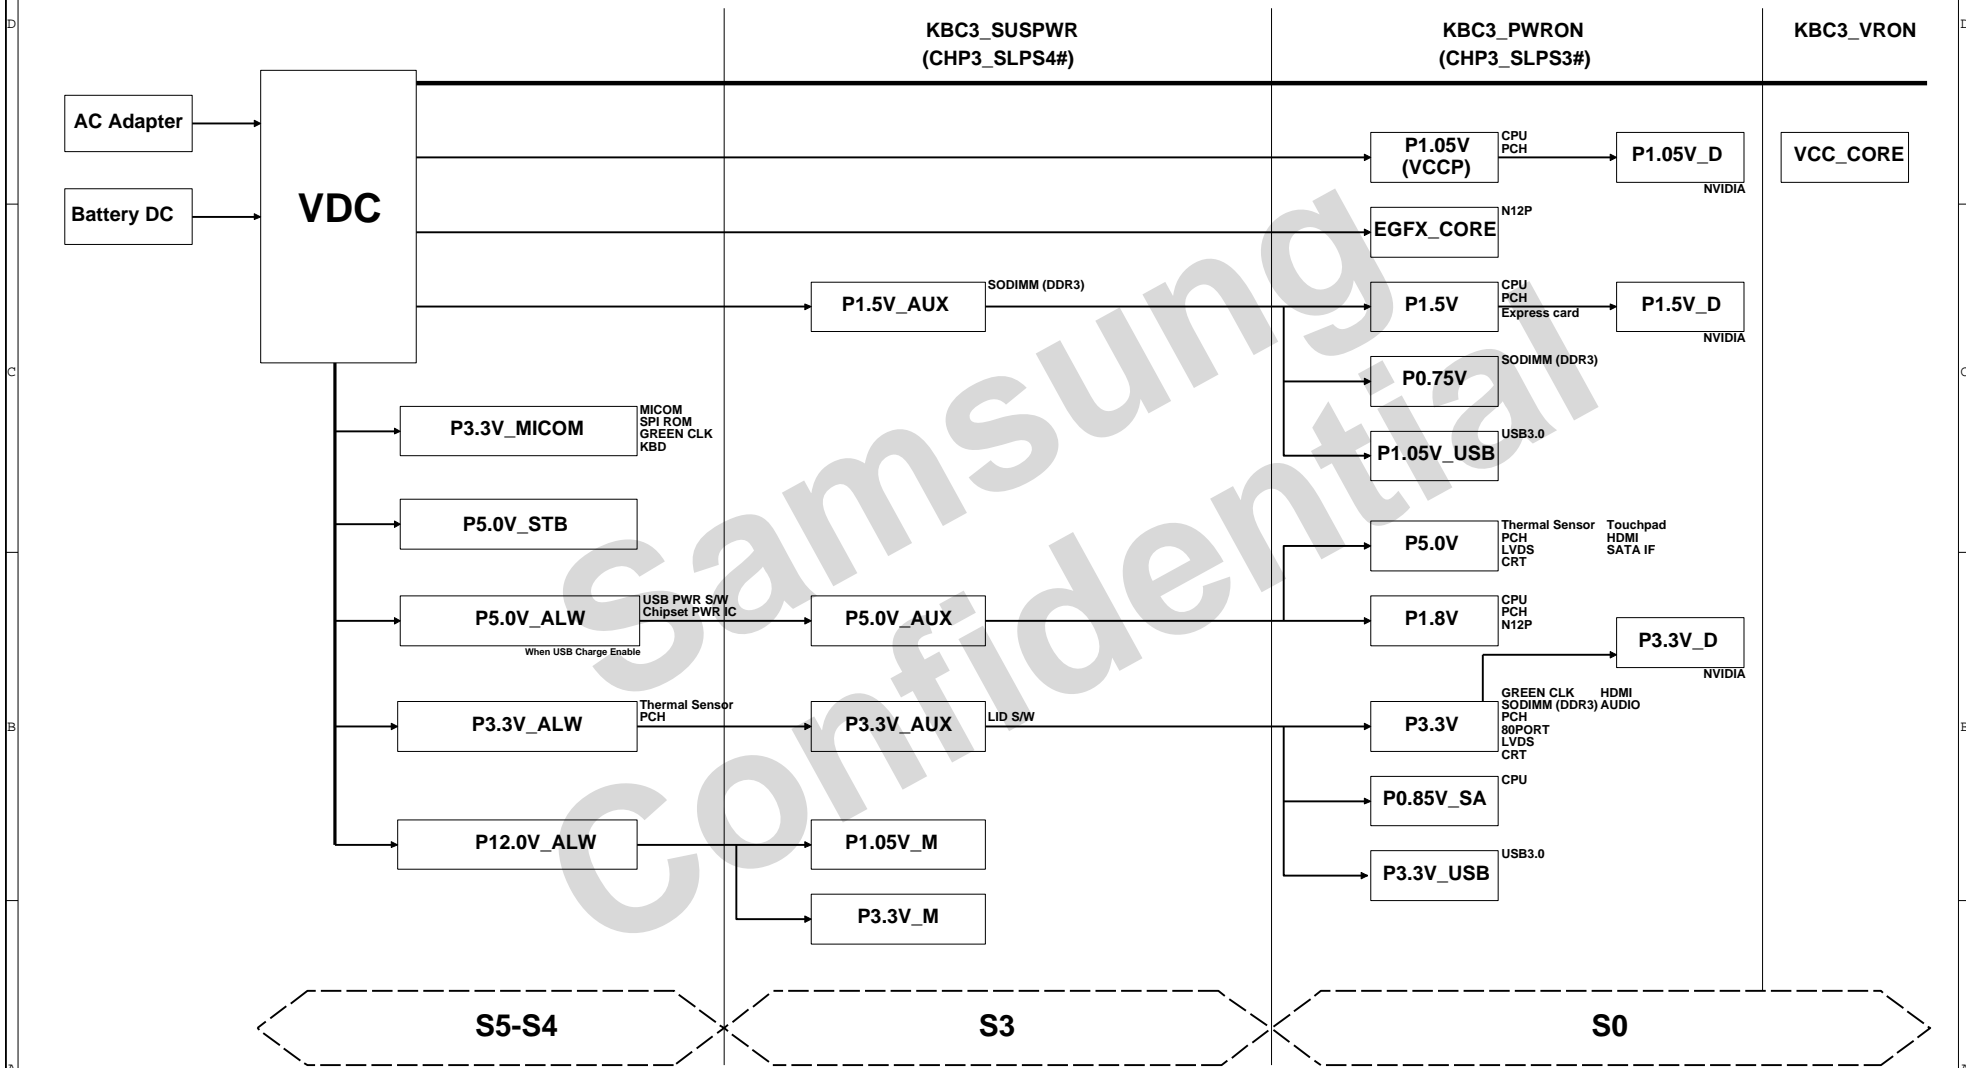 D
D
KBC3_SUSPWR
(CHP3_SLPS4#)
KBC3_PWRON
(CHP3_SLPS3#)
KBC3_VRON
AC Adapter
Battery DC
VDC
P1.05V
(VCCP)
CPU
PCH
P1.05V_D
NVIDIA
VCC_CORE
EGFX_CORE
N12P
P1.5V_AUX
SODIMM (DDR3)
P1.5V
CPU
PCH
Express card
P1.5V_D
NVIDIA
C
C
P0.75V
SODIMM (DDR3)
P3.3V_MICOM
MICOM
SPI ROM
GREEN CLK
KBD
P1.05V_USB
USB3.0
P5.0V_STB
P5.0V
Thermal Sensor Touchpad
PCH HDMI
LVDS SATA IF
CRT
P5.0V_ALW
USB PWR S/W
Chipset PWR IC
When USB Charge Enable
P5.0V_AUX
P1.8V
CPU
PCH
N12P
P3.3V_D
NVIDIA
B
P3.3V_ALW
Thermal Sensor
PCH
P3.3V_AUX
LID S/W
P3.3V
GREEN CLK HDMI
SODIMM (DDR3) AUDIO
PCH
80PORT
LVDS
CRT
P0.85V_SA
CPU
P12.0V_ALW
P1.05V_M
P3.3V_USB
USB3.0
P3.3V_M
S5-S4
S3
S0
Samsung
Confidential